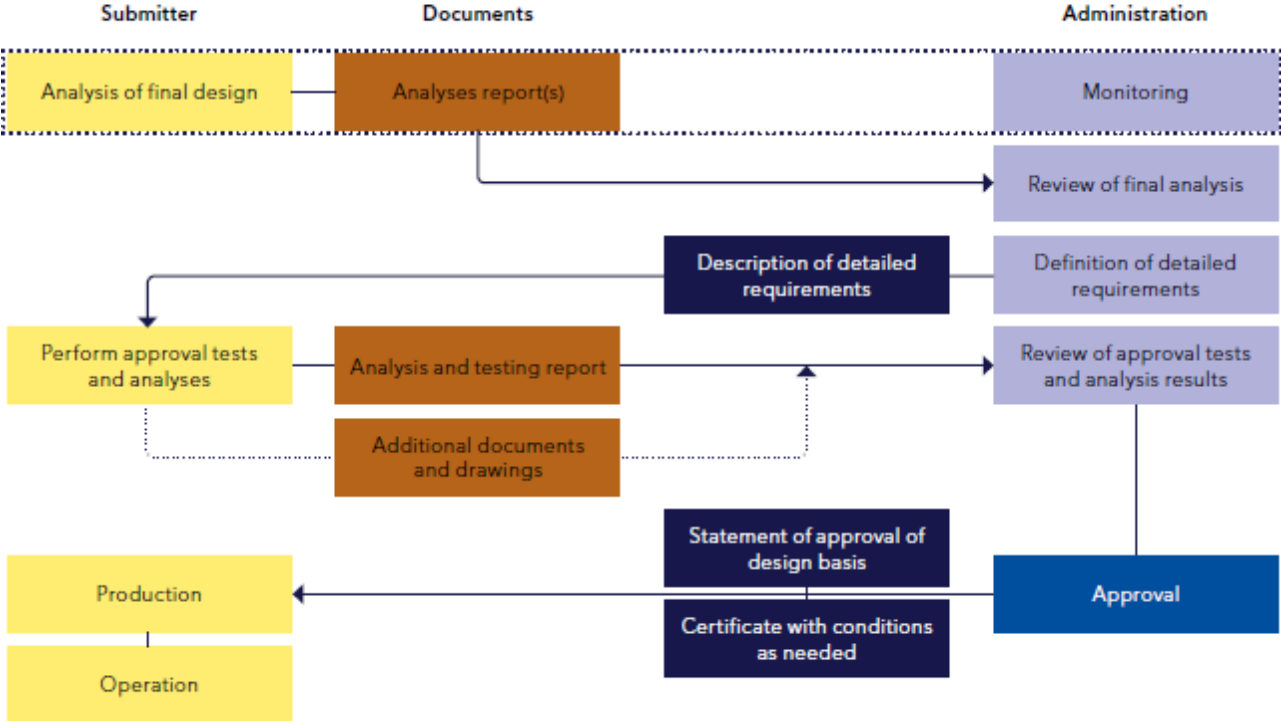 Submitter
Documents
Administration
Analysis of final design
Analyses report(s)
Monitoring
Review of final analysis
Description of detailed
requirements
Definition of detailed
requirements
Perform approval tests
and analyses
Analysis and testing report
Review of approval tests
and analysis results
Additional documents
and drawings
Statement of approval of
design basis
Production
Approval
Certificate with conditions
as needed
Operation